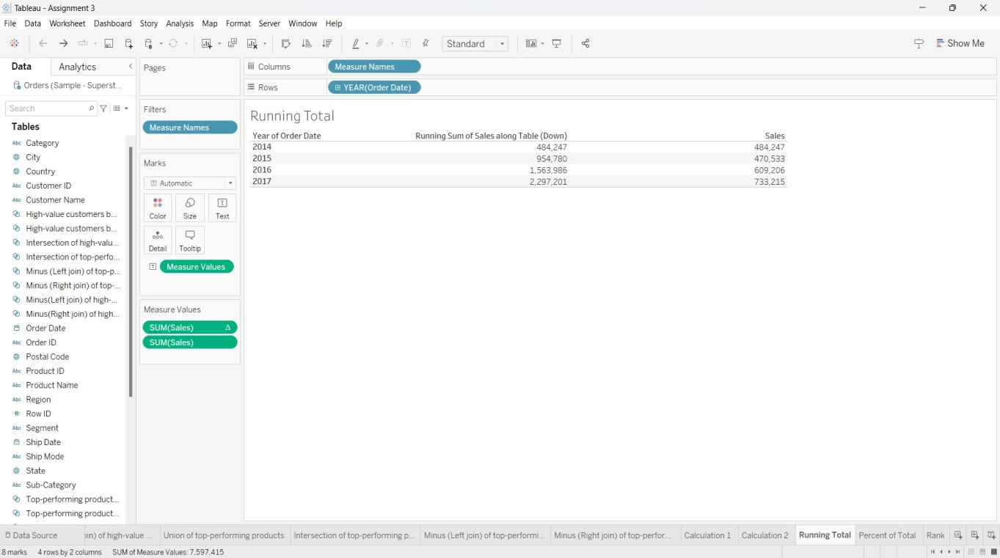 Tableau - Assignment 3
File Data Worksheet Dashboard Story Analysis Map Format Server Window Help
Standard
Show Me
Data Analytics
Orders (Sample - Superst...
Search
Tables
Abc Category
City
Country
Abc Customer ID
Abc Customer Name
High-value customers b...
High-value customers b...
Intersection of high-valu...
Intersection of top-perfo...
Minus (Left join) of top-p...
Minus (Right join) of top-...
Minus(Left join) of high-...
Minus(Right join) of high...
Order Date
Abc Order ID
Postal Code
Abc Product ID
Abc Product Name
Abc Region
# Row ID
Abc Segment
Ship Date
Abc Ship Mode
State
Abc Sub-Category
Top-performing product...
Top-performing product...
Pages
Filters
Measure Names
Marks
T Automatic
Color Size Text
Detail Tooltip
T Measure Values
Measure Values
SUM(Sales) Δ
SUM(Sales)
Columns Measure Names
Rows YEAR(Order Date)
Running Total
Year of Order Date Running Sum of Sales along Table (Down) Sales
2014 484,247 484,247
2015 954,780 470,533
2016 1,563,986 609,206
2017 2,297,201 733,215
Data Source oin) of high-value ... Union of top-performing products Intersection of top-performing p... Minus (Left join) of top-performi... Minus (Right join) of top-perfor... Calculation 1 Calculation 2 Running Total Percent of Total Rank
8 marks 4 rows by 2 columns SUM of Measure Values: 7,597,415